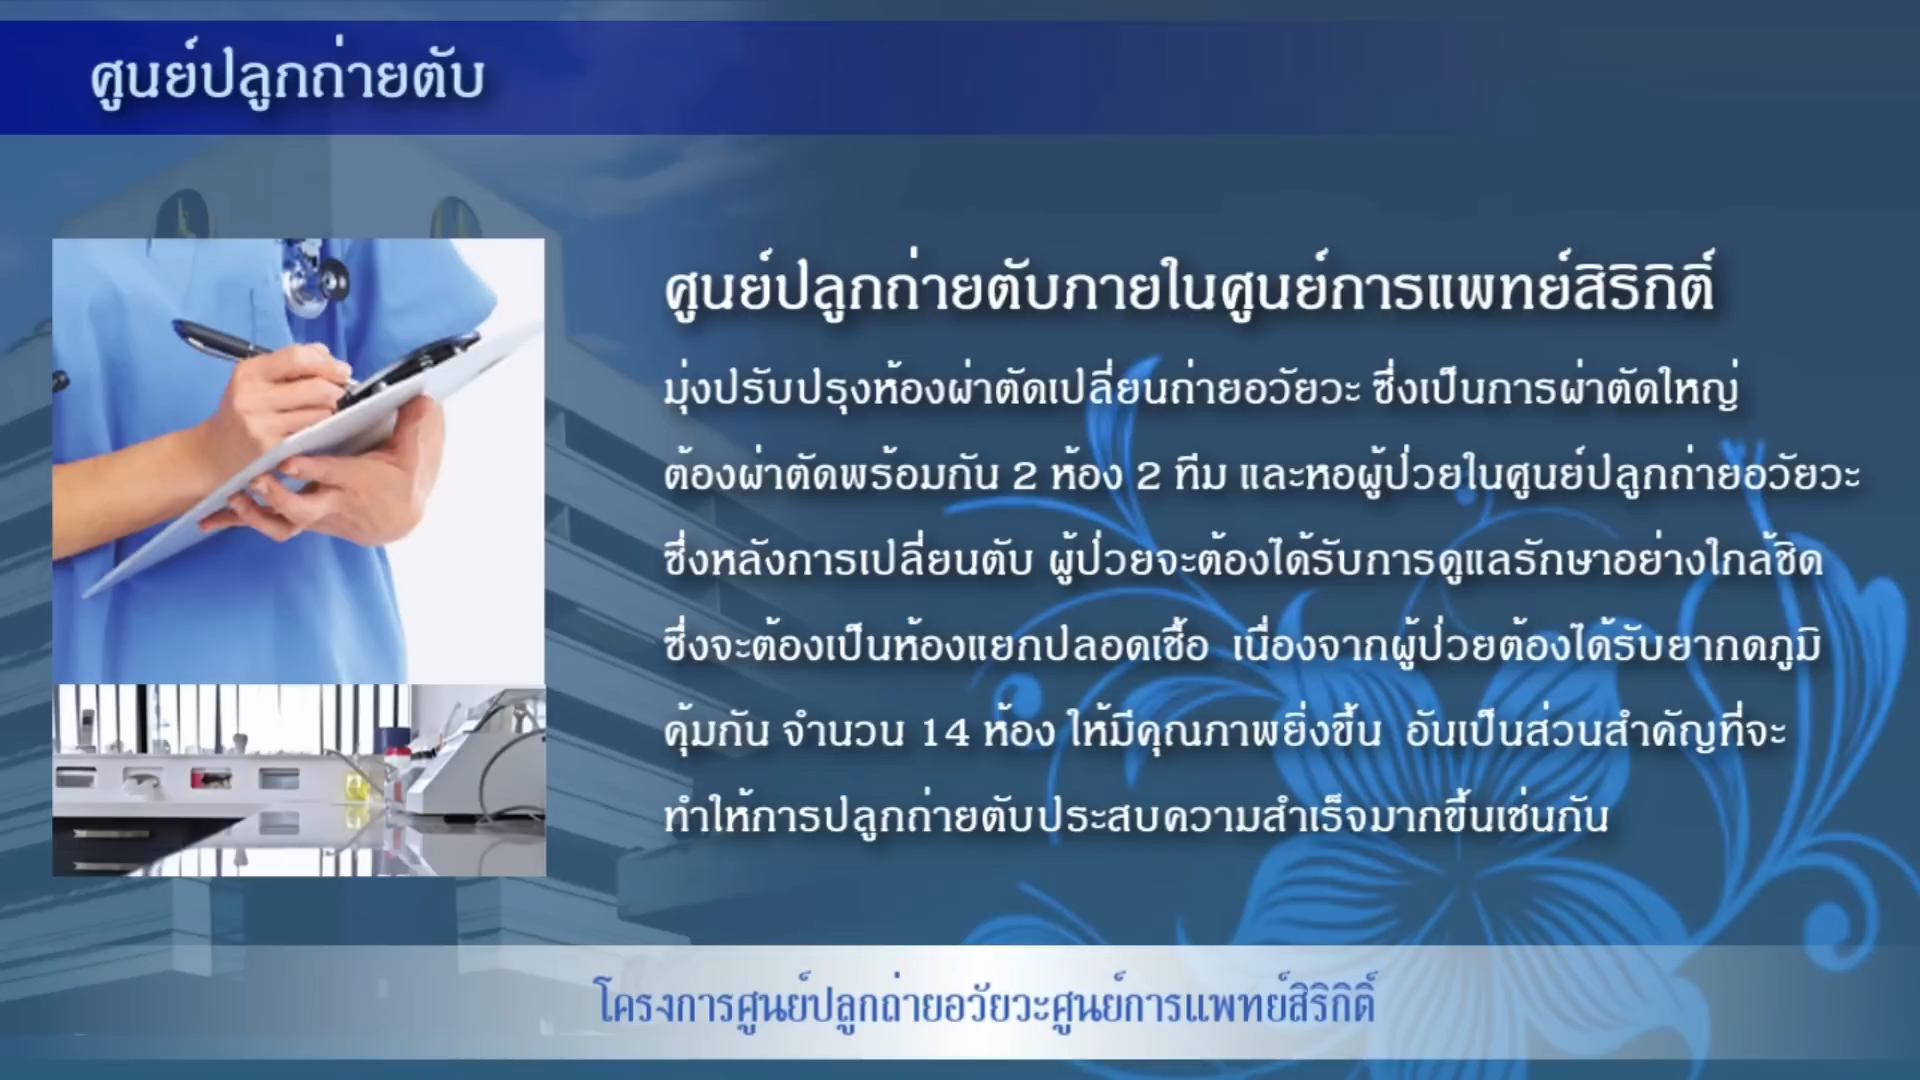 ศูนย์ปลูกถ่ายตับ
ศูนย์ปลูกถ่ายตับภายในศูนย์การแพทย์สิริกิติ์
มุ่งปรับปรุงห้องผ่าตัดเปลี่ยนถ่ายอวัยวะ ซึ่งเป็นการผ่าตัดใหญ่
ต้องผ่าตัดพร้อมกัน 2 ห้อง 2 ทีม และหอผู้ป่วยในศูนย์ปลูกถ่ายอวัยวะ
ซึ่งหลังการเปลี่ยนตับ ผู้ป่วยจะต้องได้รับการดูแลรักษาอย่างใกล้ชิด
ซึ่งจะต้องเป็นห้องแยกปลอดเชื้อ เนื่องจากผู้ป่วยต้องได้รับยากดภูมิ
คุ้มกัน จำนวน 14 ห้อง ให้มีคุณภาพยิ่งขึ้น อันเป็นส่วนสำคัญที่จะ
ทำให้การปลูกถ่ายตับประสบความสำเร็จมากขึ้นเช่นกัน
โครงการศูนย์ปลูกถ่ายอวัยวะศูนย์การแพทย์สิริกิติ์